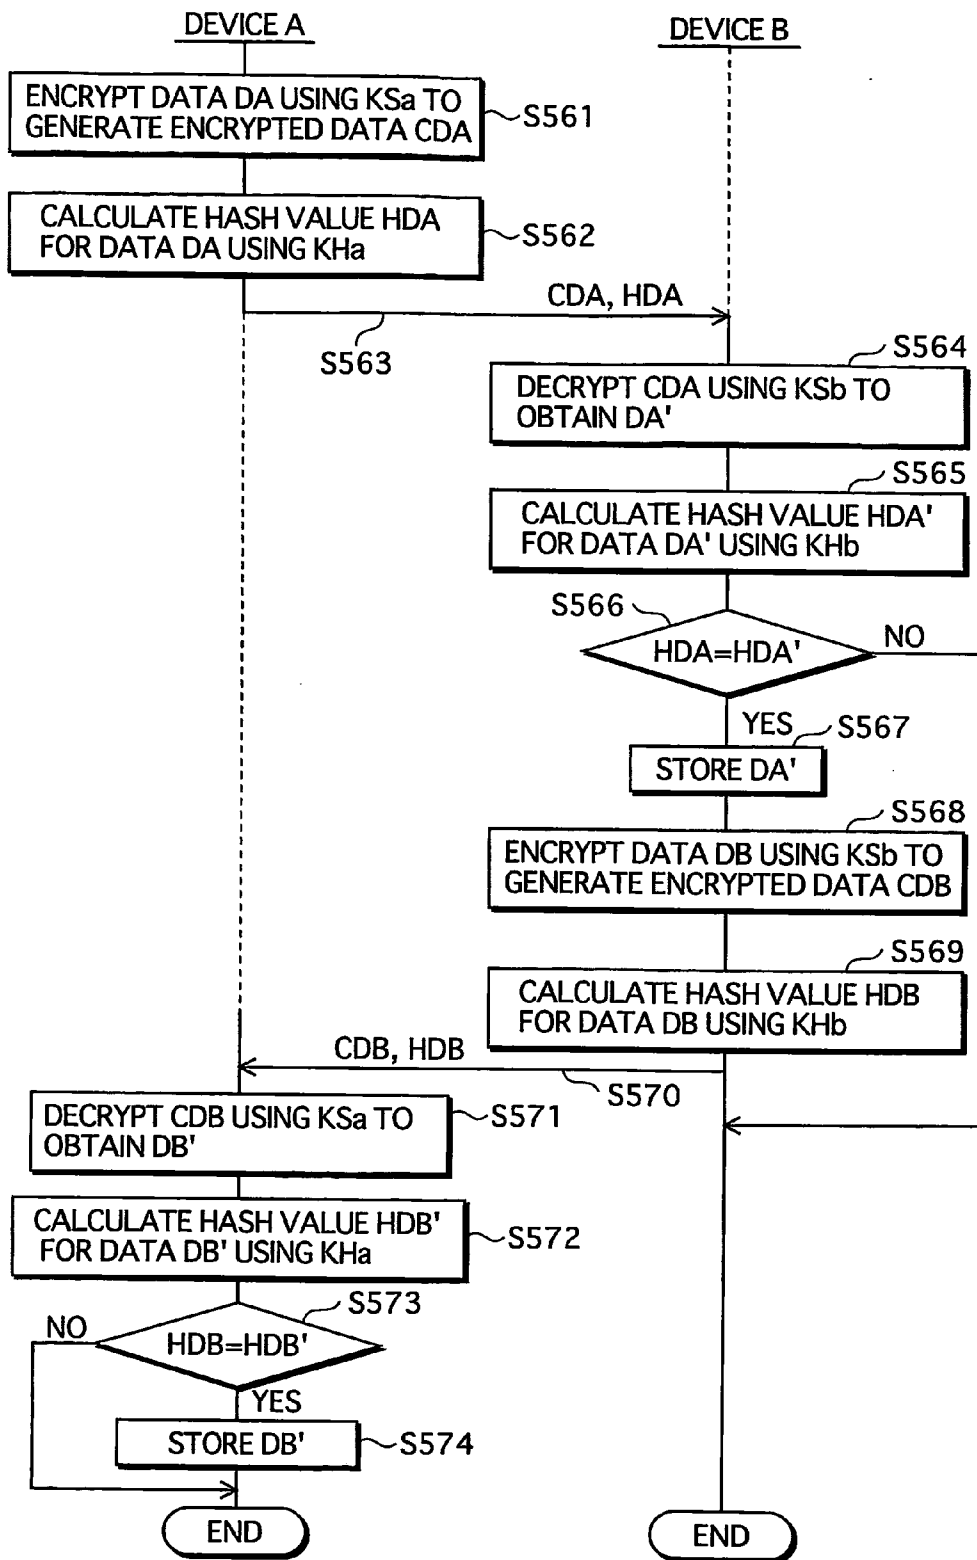 DEVICE A
DEVICE B
ENCRYPT DATA DA USING KSa TO
GENERATE ENCRYPTED DATA CDA
S561
CALCULATE HASH VALUE HDA
FOR DATA DA USING KHa
S562
CDA, HDA
S563
S564
DECRYPT CDA USING KSb TO
OBTAIN DA'
S565
CALCULATE HASH VALUE HDA'
FOR DATA DA' USING KHb
S566
HDA=HDA'
NO
YES
S567
STORE DA'
S568
ENCRYPT DATA DB USING KSb TO
GENERATE ENCRYPTED DATA CDB
S569
CALCULATE HASH VALUE HDB
FOR DATA DB USING KHb
CDB, HDB
S570
DECRYPT CDB USING KSa TO
OBTAIN DB'
S571
CALCULATE HASH VALUE HDB'
FOR DATA DB' USING KHa
S572
S573
NO
HDB=HDB'
YES
STORE DB'
S574
END
END